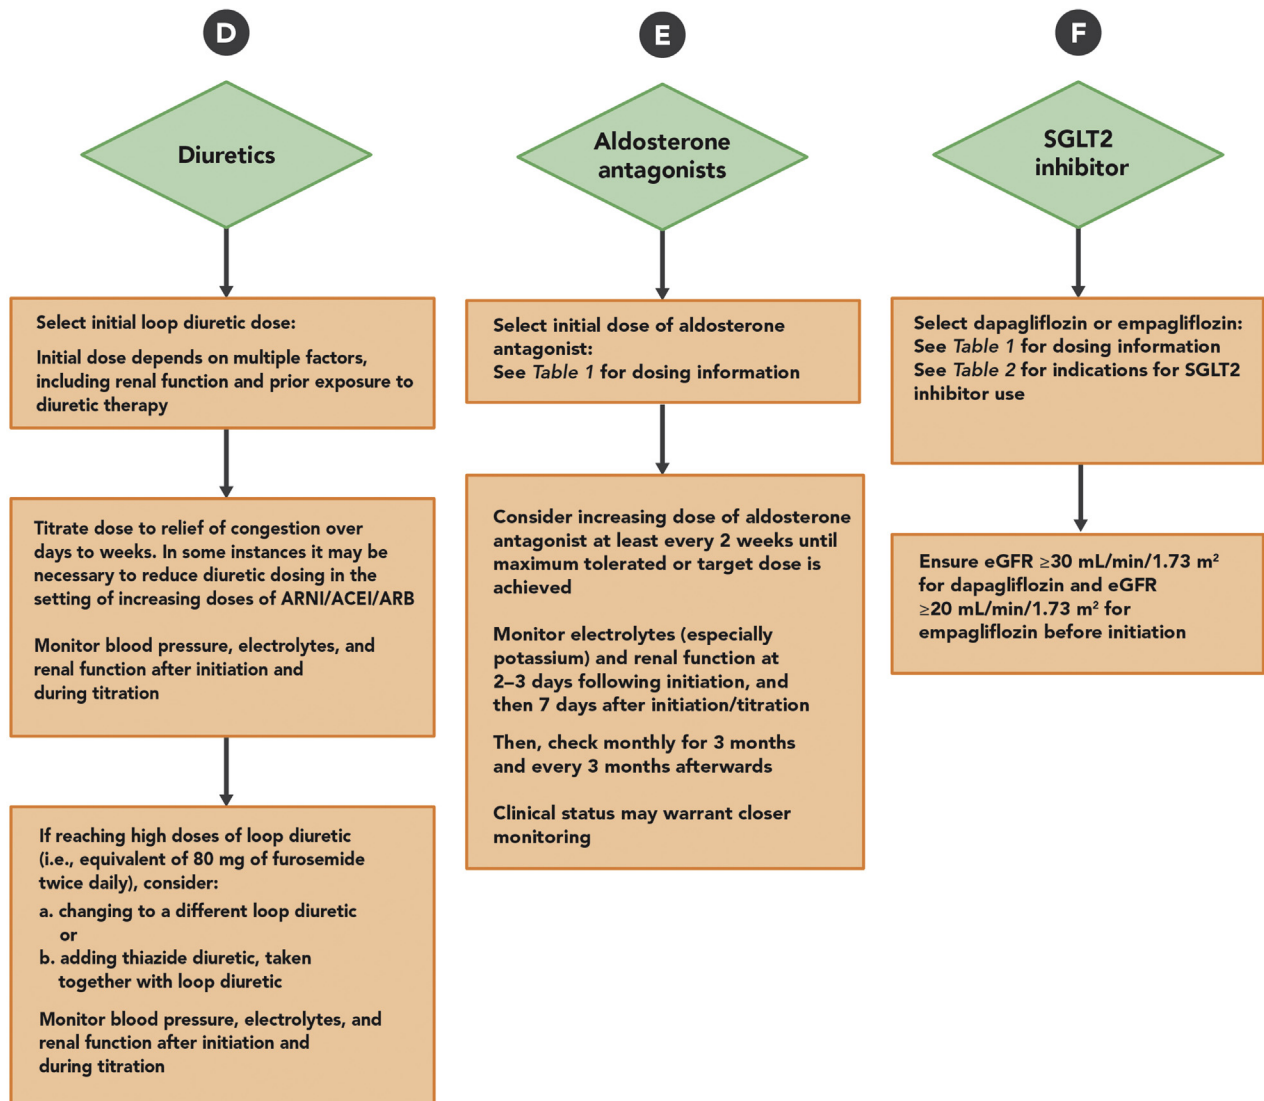 D
Diuretics
Select initial loop diuretic dose:
Initial dose depends on multiple factors,
including renal function and prior exposure to
diuretic therapy
Titrate dose to relief of congestion over
days to weeks. In some instances it may be
necessary to reduce diuretic dosing in the
setting of increasing doses of ARNI/ACEI/ARB
Monitor blood pressure, electrolytes, and
renal function after initiation and
during titration
If reaching high doses of loop diuretic
(i.e., equivalent of 80 mg of furosemide
twice daily), consider:
a. changing to a different loop diuretic
or
b. adding thiazide diuretic, taken
together with loop diuretic
Monitor blood pressure, electrolytes, and
renal function after initiation and
during titration
E
Aldosterone
antagonists
Select initial dose of aldosterone
antagonist:
See Table 1 for dosing information
Consider increasing dose of aldosterone
antagonist at least every 2 weeks until
maximum tolerated or target dose is
achieved
Monitor electrolytes (especially
potassium) and renal function at
2–3 days following initiation, and
then 7 days after initiation/titration
Then, check monthly for 3 months
and every 3 months afterwards
Clinical status may warrant closer
monitoring
F
SGLT2
inhibitor
Select dapagliflozin or empagliflozin:
See Table 1 for dosing information
See Table 2 for indications for SGLT2
inhibitor use
Ensure eGFR ≥30 mL/min/1.73 m²
for dapagliflozin and eGFR
≥20 mL/min/1.73 m² for
empagliflozin before initiation